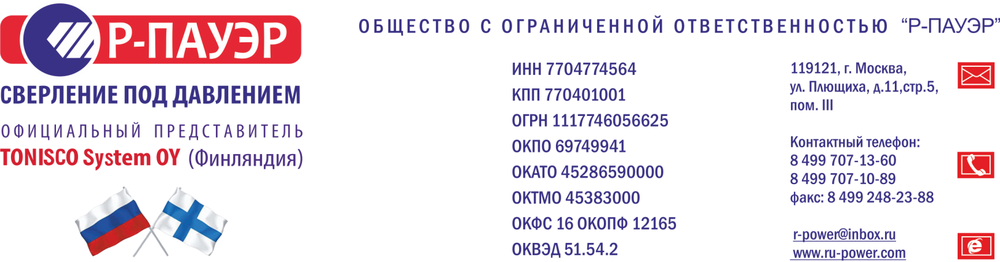 Р-ПАУЭР
СВЕРЛЕНИЕ ПОД ДАВЛЕНИЕМ
ОФИЦИАЛЬНЫЙ ПРЕДСТАВИТЕЛЬ
TONISCO System OY (Финляндия)
ОБЩЕСТВО С ОГРАНИЧЕННОЙ ОТВЕТСТВЕННОСТЬЮ “Р-ПАУЭР”
ИНН 7704774564
КПП 770401001
ОГРН 1117746056625
ОКПО 69749941
ОКАТО 45286590000
ОКТМО 45383000
ОКФС 16 ОКОПФ 12165
ОКВЭД 51.54.2
119121, г. Москва,
ул. Плющиха, д.11,стр.5,
пом. III
Контактный телефон:
8 499 707-13-60
8 499 707-10-89
факс: 8 499 248-23-88
r-power@inbox.ru
www.ru-power.com